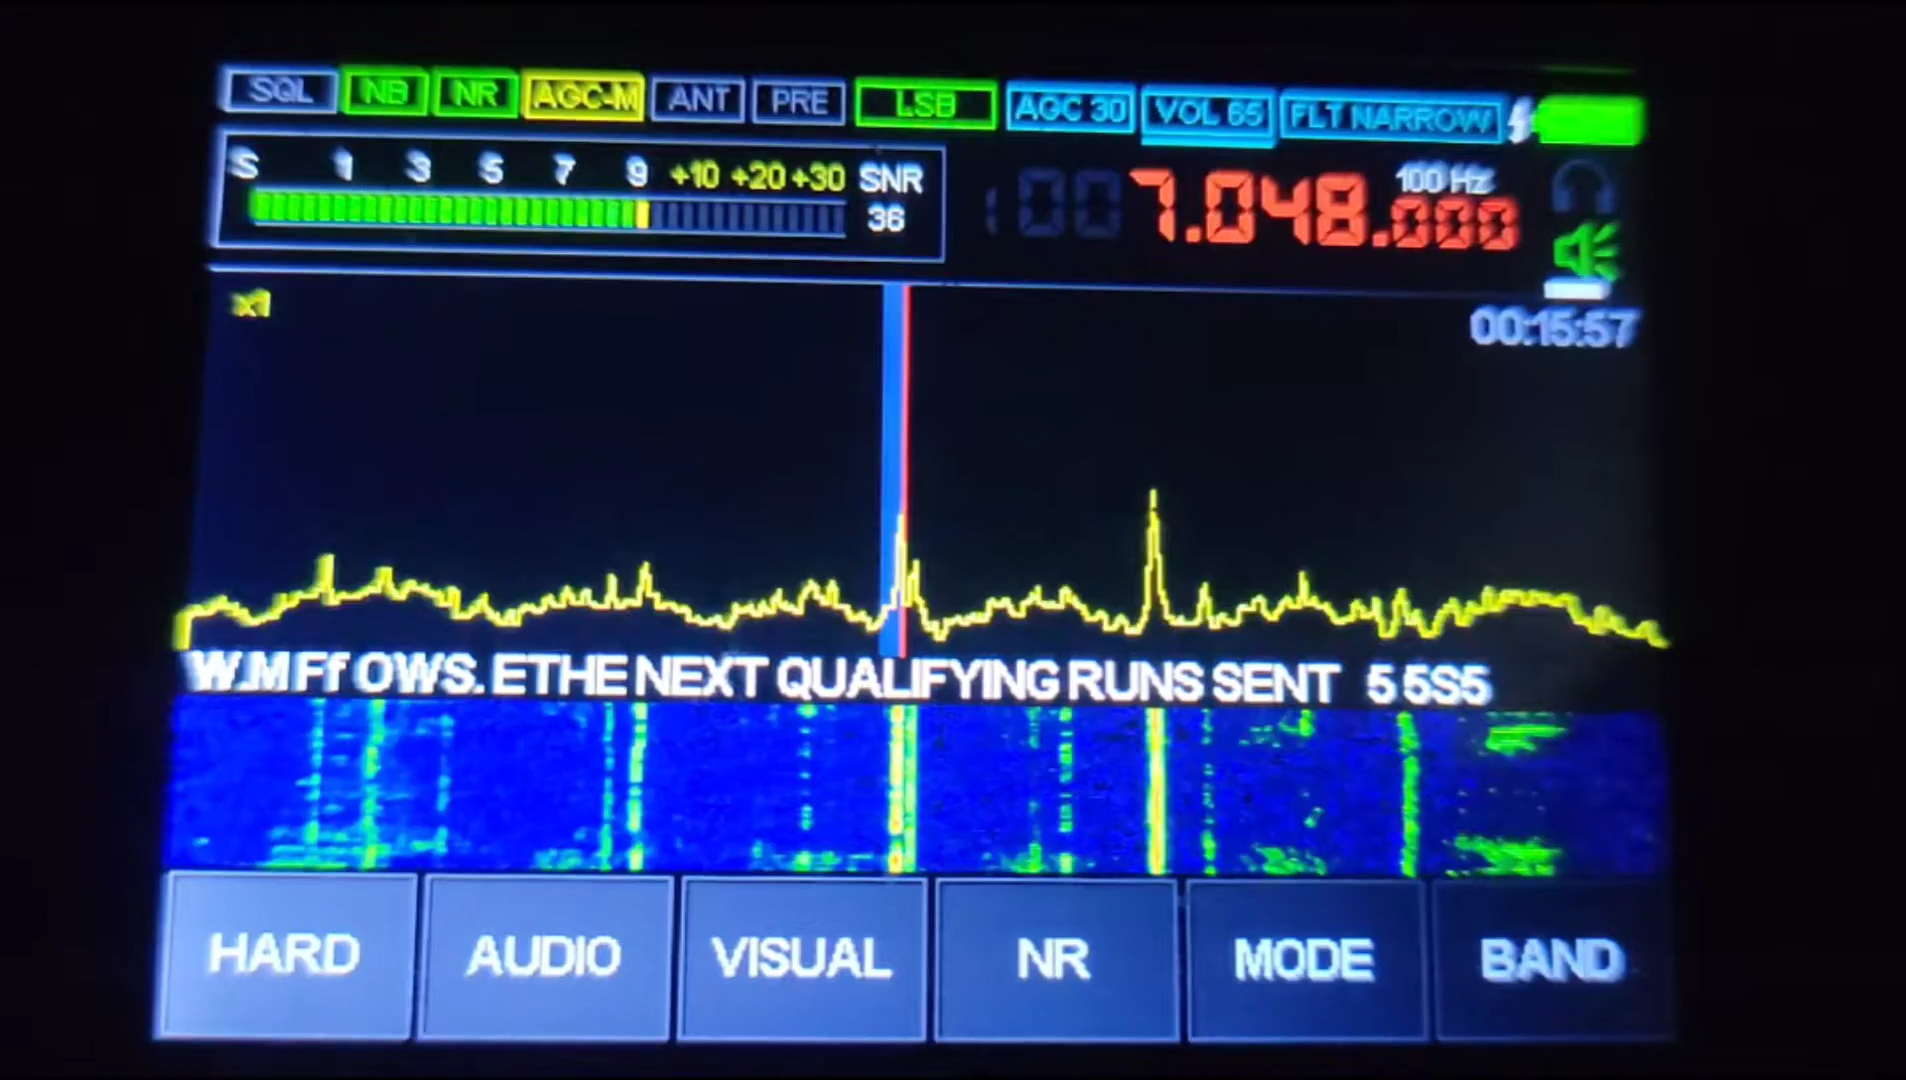 SQL NB NR AGC-M ANT PRE LSB AGC 30 VOL 65 FLT NARROW
S 1 3 5 7 9 +10 +20 +30 SNR
36
100 Hz
7.048.000
x1
00:15:57
W.M Ff OWS. ETHE NEXT QUALIFYING RUNS SENT 5 5S5
HARD AUDIO VISUAL NR MODE BAND